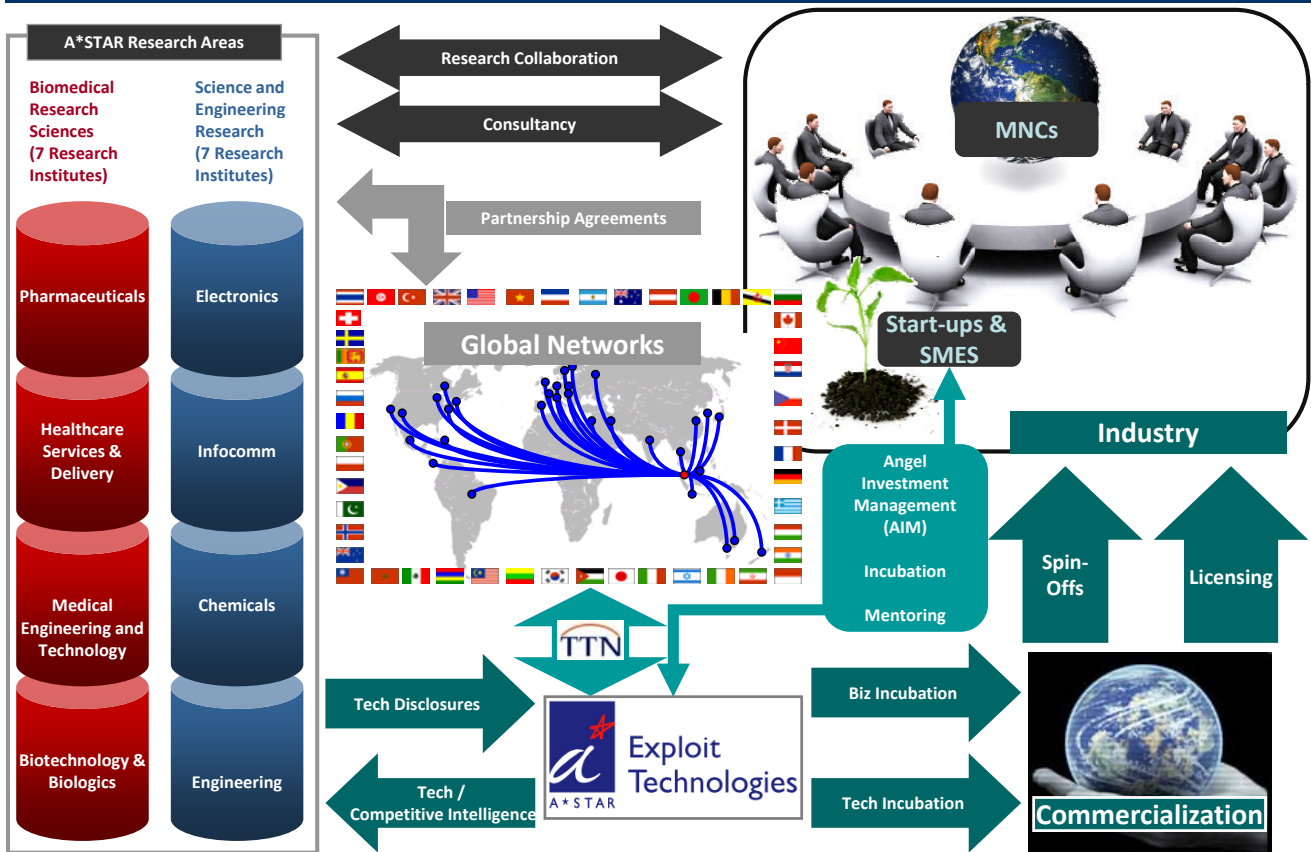 A*STAR Research Areas
Biomedical
Research
Sciences
(7 Research
Institutes)
Science and
Engineering
Research
(7 Research
Institutes)
Pharmaceuticals
Electronics
Healthcare
Services &
Delivery
Infocomm
Medical
Engineering and
Technology
Chemicals
Biotechnology &
Biologics
Engineering
Research Collaboration
Consultancy
Partnership Agreements
Global Networks
MNCs
Start-ups &
SMES
Industry
Angel
Investment
Management
(AIM)
Incubation
Mentoring
Spin-
Offs
Licensing
TTN
Tech Disclosures
Tech /
Competitive Intelligence
a
A★STAR
Exploit
Technologies
Biz Incubation
Tech Incubation
Commercialization